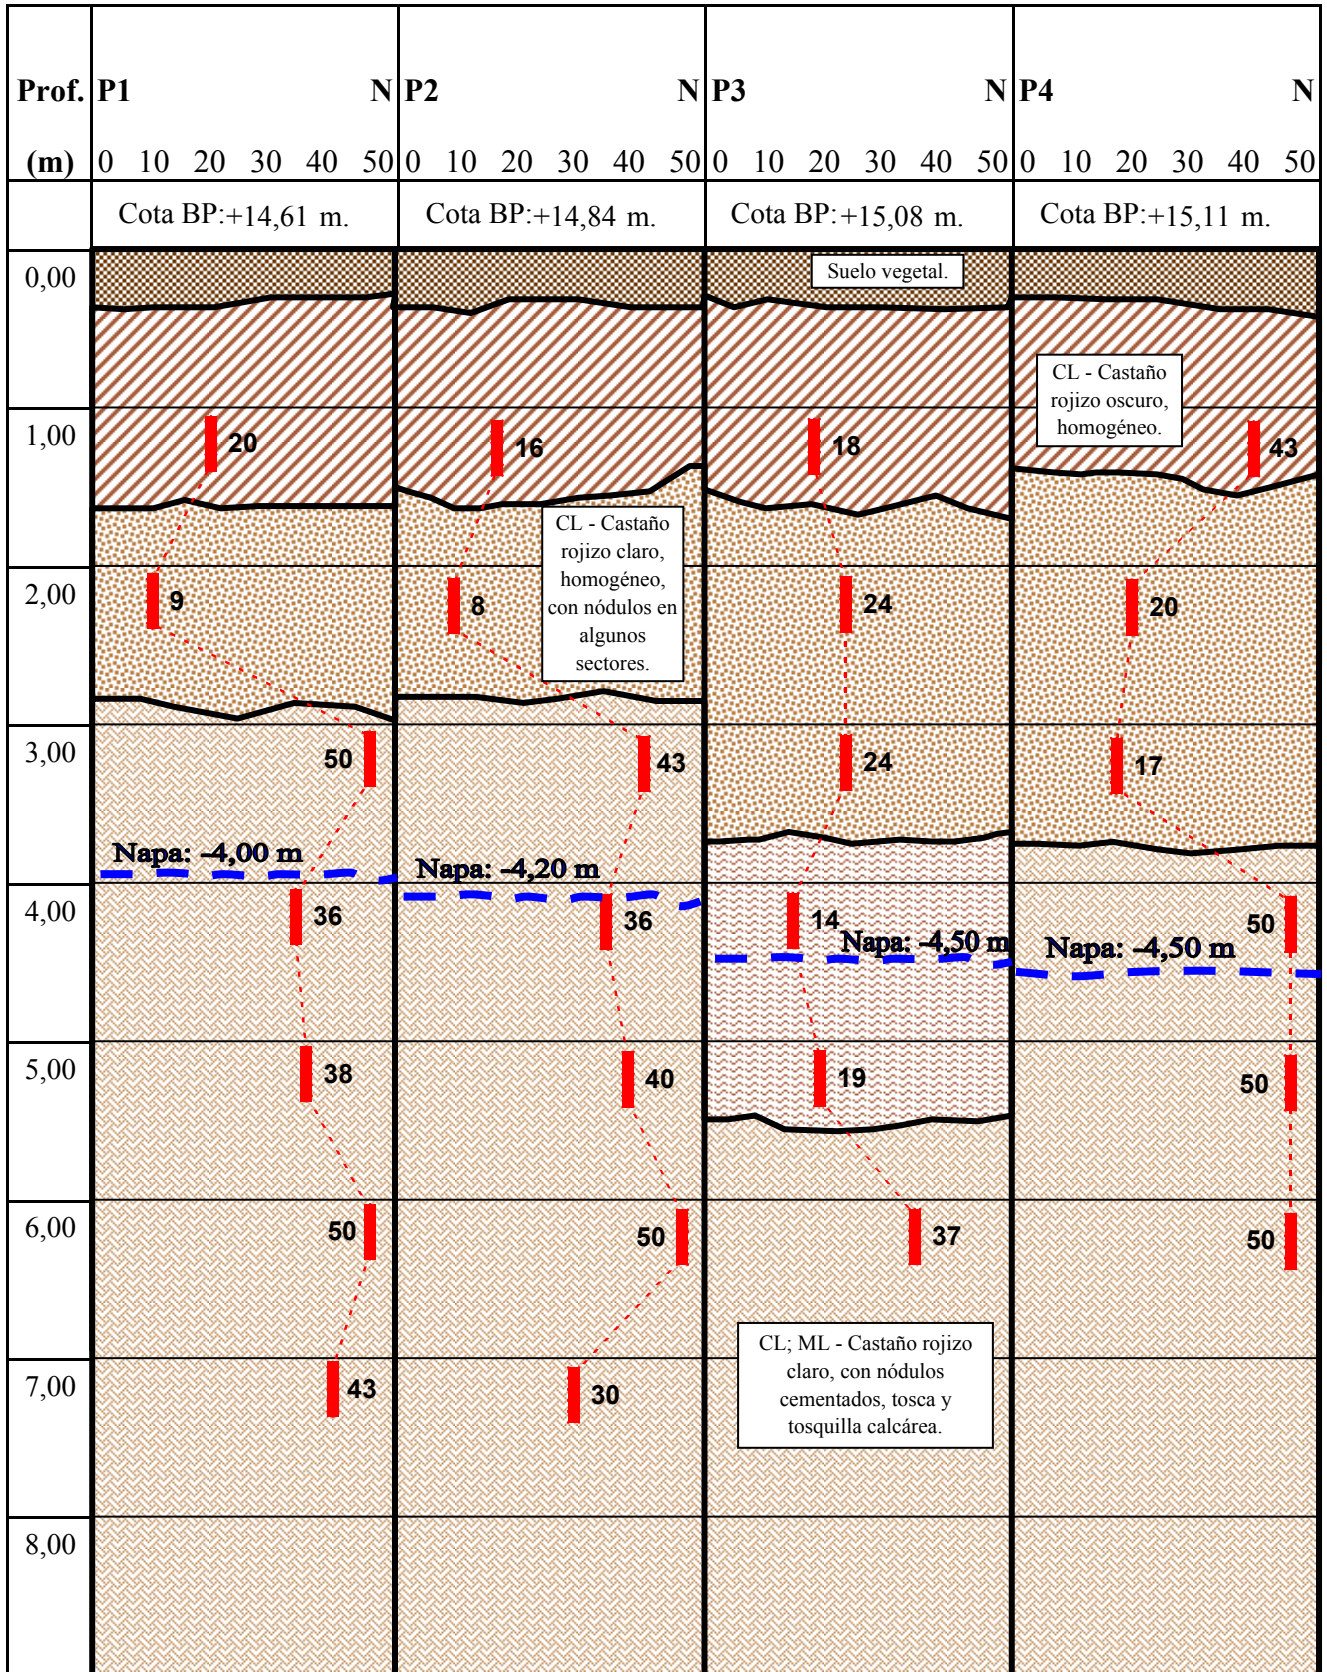 Prof. P1 N P2 N P3 N P4 N
(m) 0 10 20 30 40 50 0 10 20 30 40 50 0 10 20 30 40 50 0 10 20 30 40 50
Cota BP:+14,61 m. Cota BP:+14,84 m. Cota BP:+15,08 m. Cota BP:+15,11 m.
0,00
Suelo vegetal.
CL - Castaño
rojizo oscuro,
homogéneo.
1,00
20 16 18 43
CL - Castaño
rojizo claro,
homogéneo,
con nódulos en
algunos
sectores.
2,00
9 8 24 20
3,00
50 43 24 17
Napa: -4,00 m
Napa: -4,20 m
4,00
36 36 14 50
Napa: -4,50 m
Napa: -4,50 m
5,00
38 40 19 50
6,00
50 50 37 50
CL; ML - Castaño rojizo
claro, con nódulos
cementados, tosca y
tosquilla calcárea.
7,00
43 30
8,00